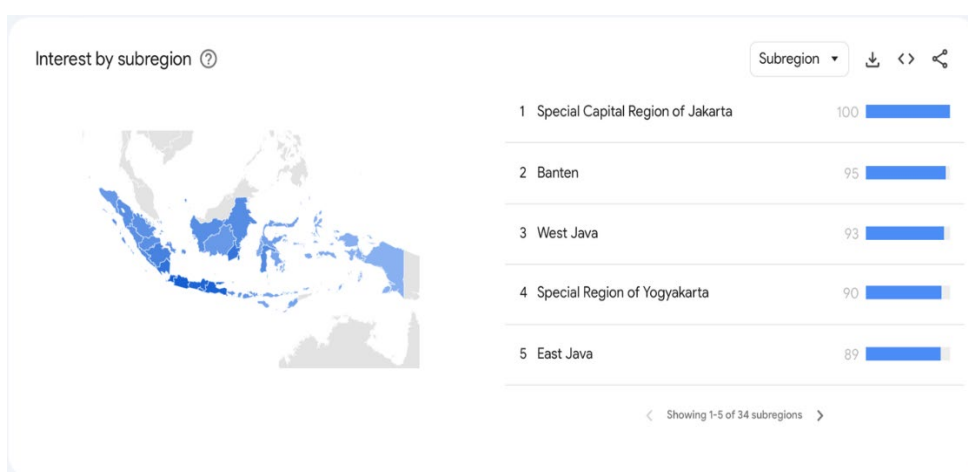 Interest by subregion
Subregion
1 Special Capital Region of Jakarta 100
2 Banten 95
3 West Java 93
4 Special Region of Yogyakarta 90
5 East Java 89
Showing 1-5 of 34 subregions